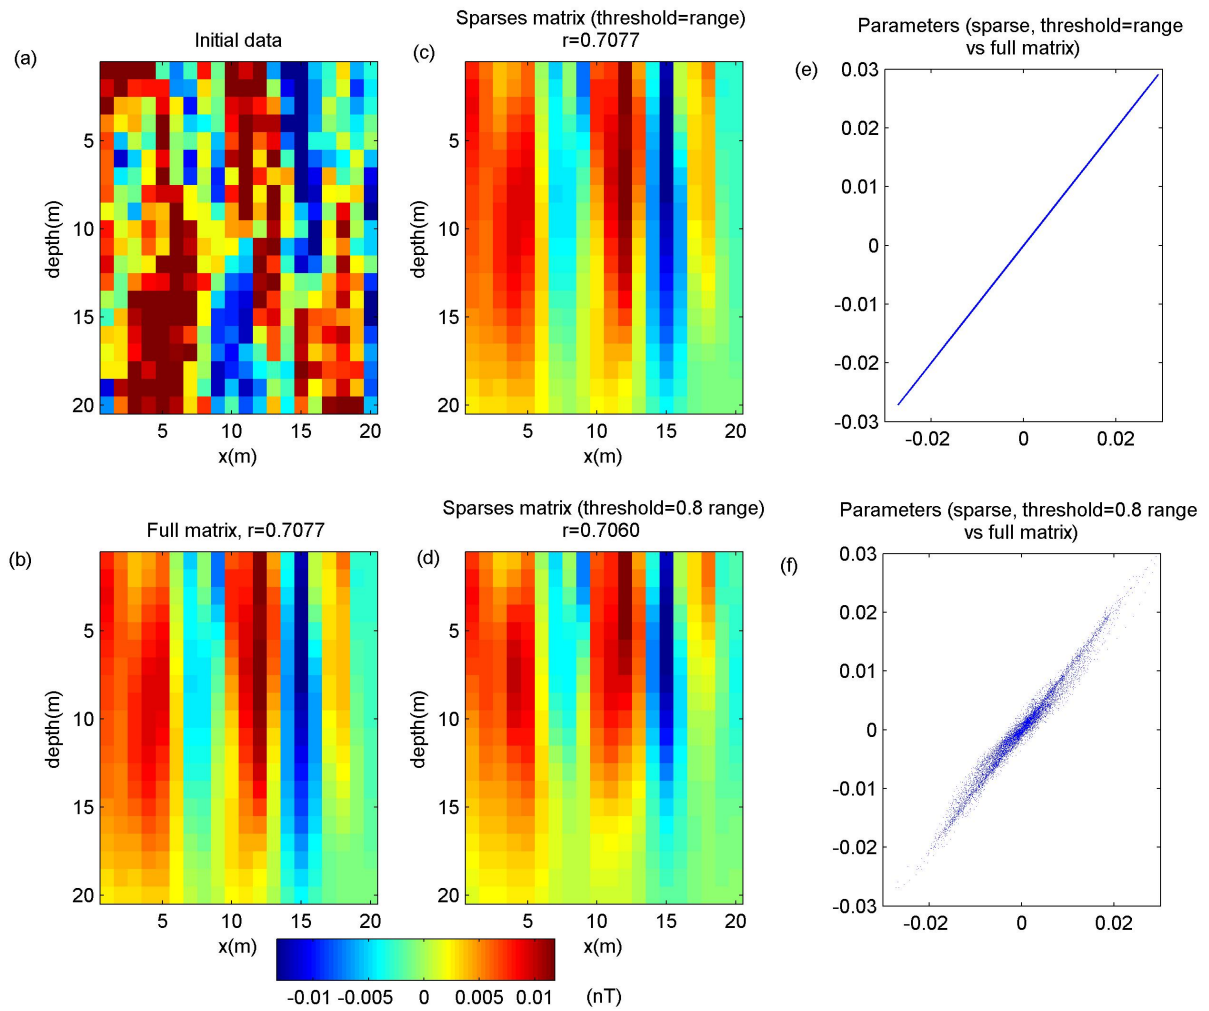 (a)
Initial data
5
10
15
20
depth(m)
5
10
15
20
x(m)
(c)
Sparses matrix (threshold=range)
r=0.7077
5
10
15
20
depth(m)
5
10
15
20
x(m)
(e)
Parameters (sparse, threshold=range
vs full matrix)
0.03
0.02
0.01
0
-0.01
-0.02
-0.03
-0.02
0
0.02
(b)
Full matrix, r=0.7077
5
10
15
20
depth(m)
5
10
15
20
x(m)
(d)
Sparses matrix (threshold=0.8 range)
r=0.7060
5
10
15
20
depth(m)
5
10
15
20
x(m)
(f)
Parameters (sparse, threshold=0.8 range
vs full matrix)
0.03
0.02
0.01
0
-0.01
-0.02
-0.03
-0.02
0
0.02
-0.01
-0.005
0
0.005
0.01
(nT)